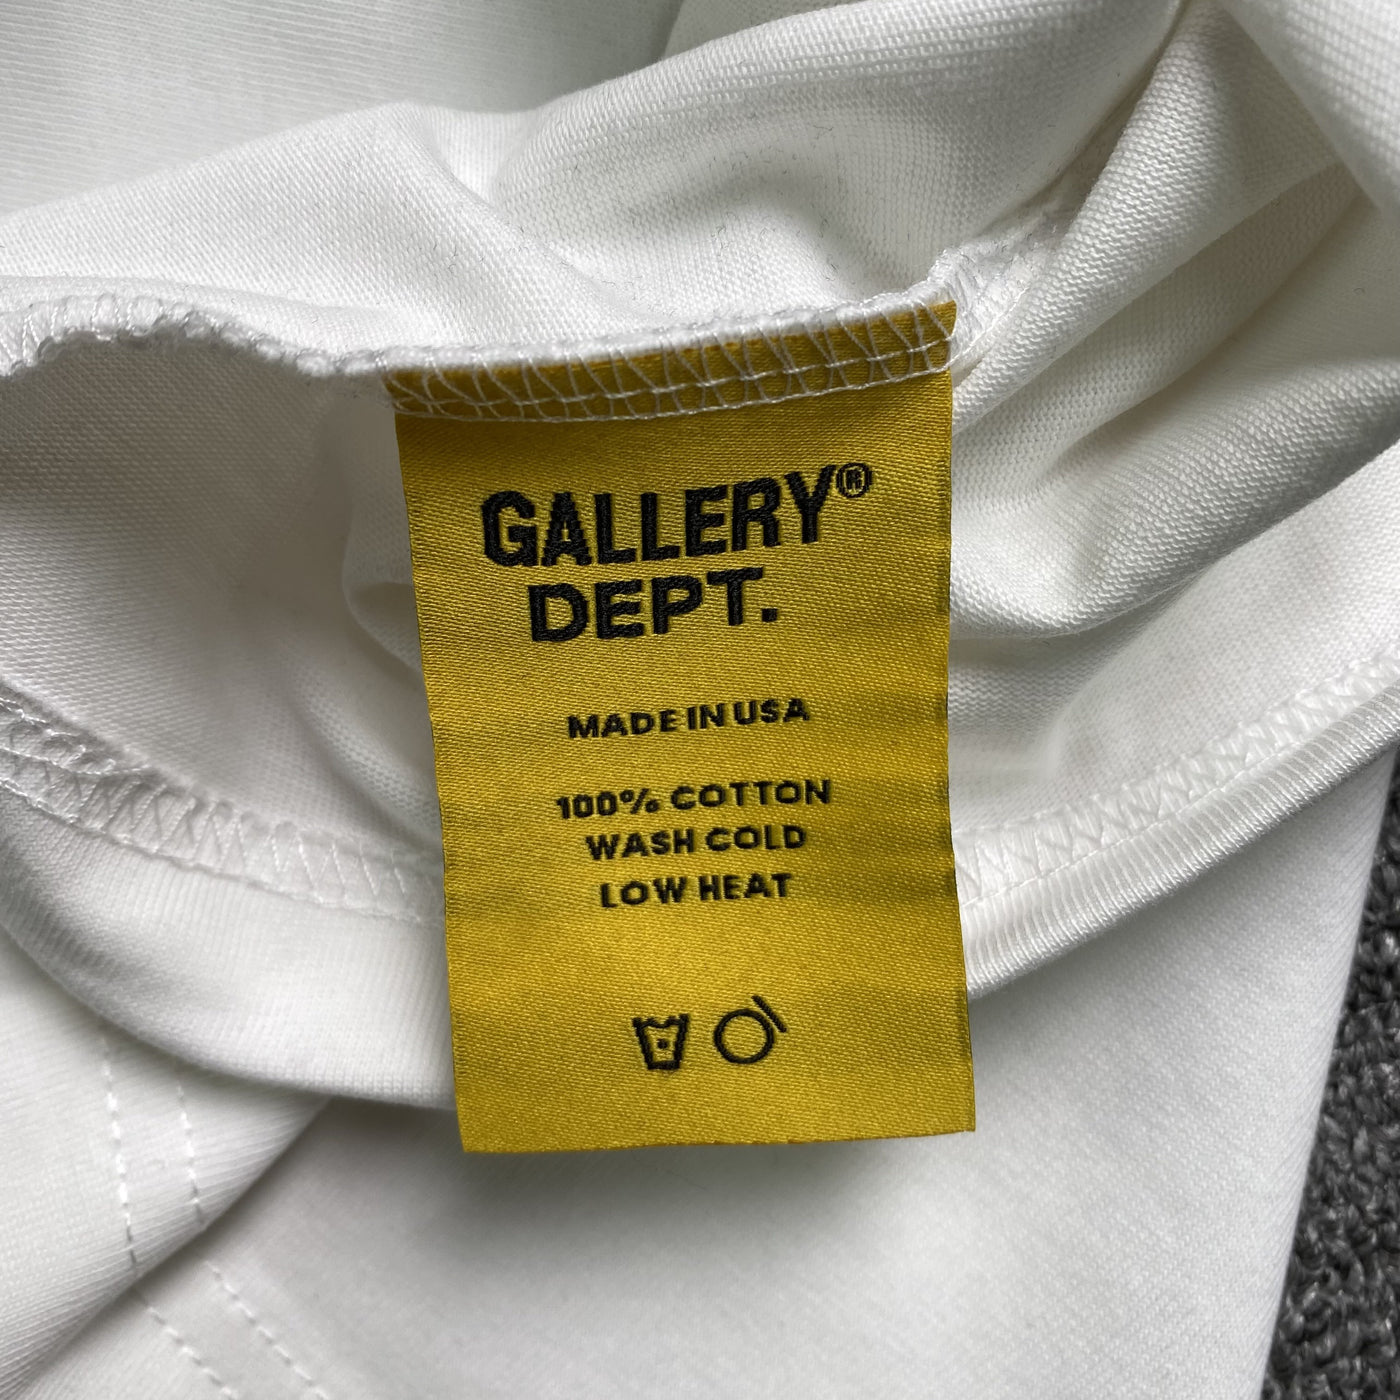 GALLERY®
DEPT.
MADE IN USA
100% COTTON
WASH COLD
LOW HEAT